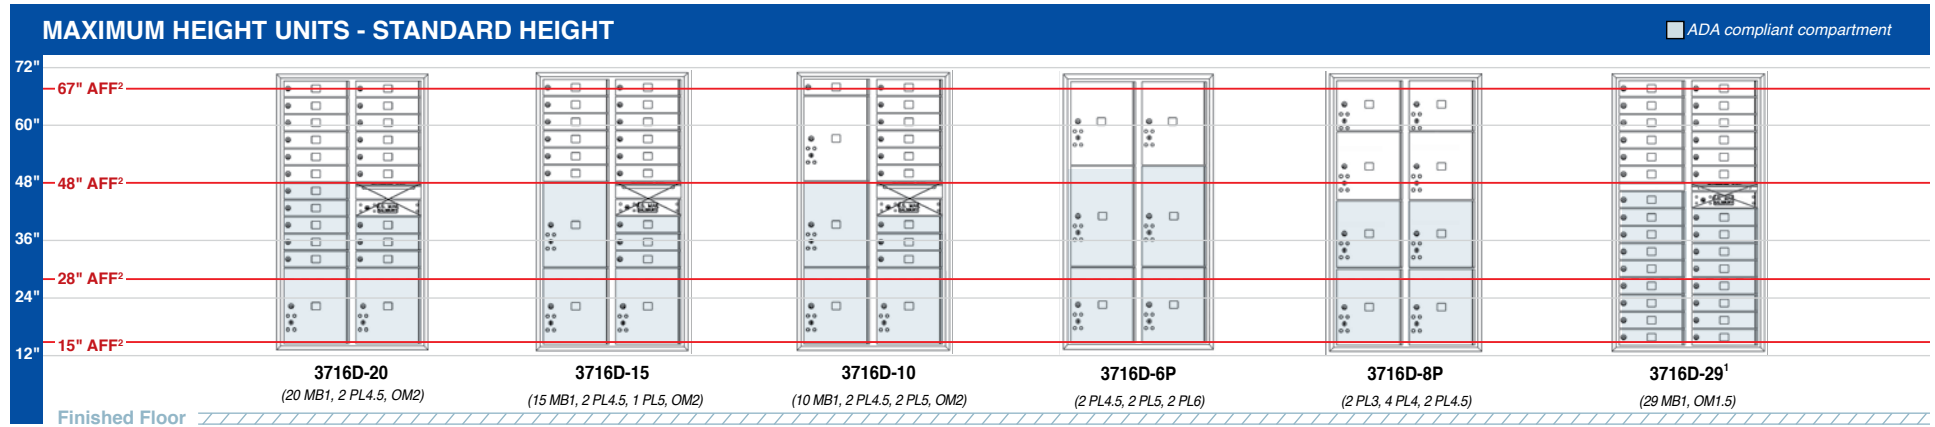 MAXIMUM HEIGHT UNITS - STANDARD HEIGHT
ADA compliant compartment
72"
67" AFF²
60"
48"
48" AFF²
36"
28" AFF²
24"
15" AFF²
12"
3716D-20
(20 MB1, 2 PL4.5, OM2)
3716D-15
(15 MB1, 2 PL4.5, 1 PL5, OM2)
3716D-10
(10 MB1, 2 PL4.5, 2 PL5, OM2)
3716D-6P
(2 PL4.5, 2 PL5, 2 PL6)
3716D-8P
(2 PL3, 4 PL4, 2 PL4.5)
3716D-29¹
(29 MB1, OM1.5)
Finished Floor